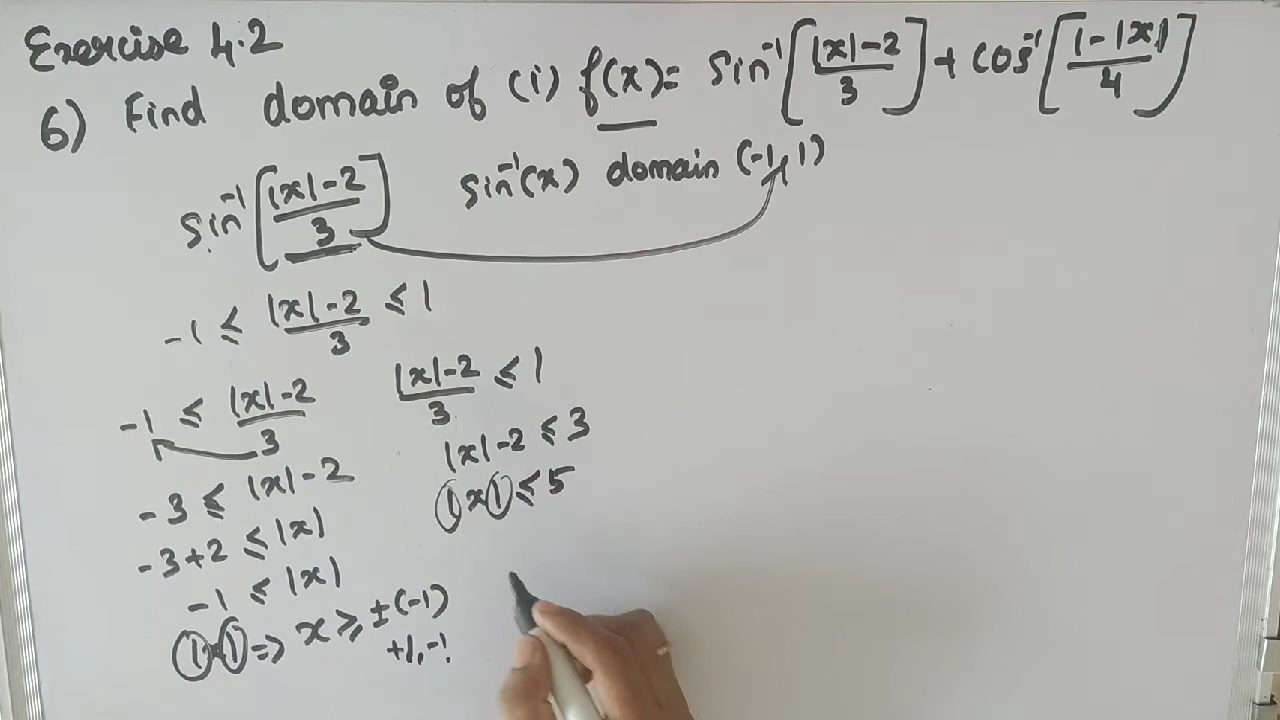 Exercise 4.2
6) Find domain of (i) f(x) = sin⁻¹[(|x|-2)/3] + cos⁻¹[(1-|x|)/4]
sin⁻¹[(|x|-2)/3] sin⁻¹(x) domain (-1, 1)
-1 ≤ (|x|-2)/3 ≤ 1
-1 ≤ (|x|-2)/3
-3 ≤ |x|-2
-3+2 ≤ |x|
-1 ≤ |x|
|x| => x ≥ ±(-1)
+1, -1
(|x|-2)/3 ≤ 1
|x|-2 ≤ 3
|x| ≤ 5